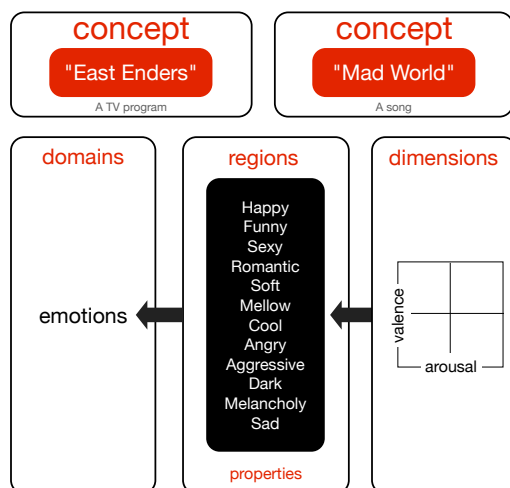 concept
"East Enders"
A TV program
concept
"Mad World"
A song
domains
emotions
regions
Happy
Funny
Sexy
Romantic
Soft
Mellow
Cool
Angry
Aggressive
Dark
Melancholy
Sad
properties
dimensions
valence
arousal